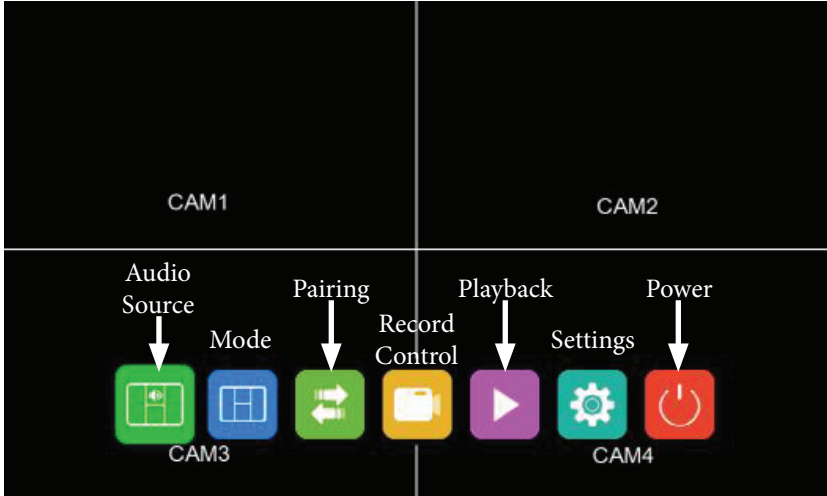 CAM1
CAM2
Audio
Source
Pairing
Playback
Power
Mode
Record
Control
Settings
CAM3
CAM4